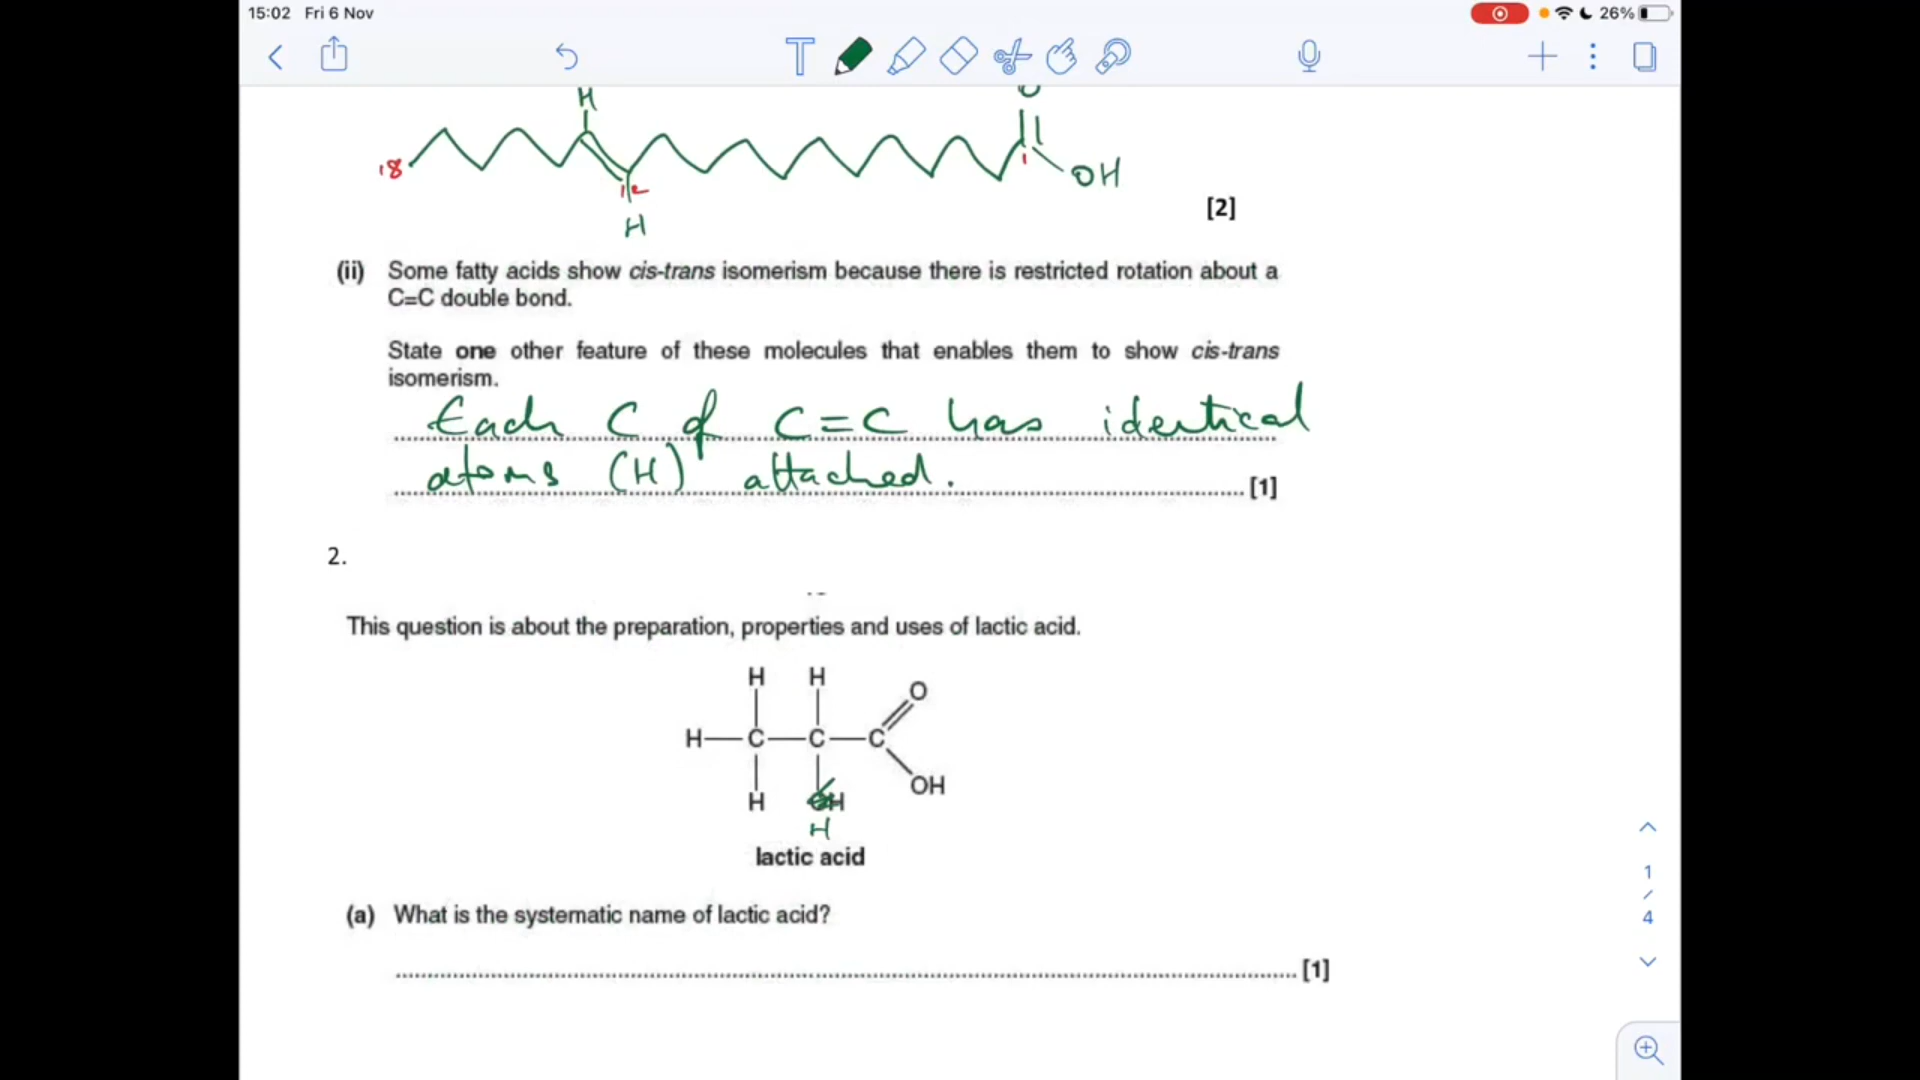 15:02 Fri 6 Nov
26%
T
H
O
18
1
OH
12
H
[2]
(ii) Some fatty acids show cis-trans isomerism because there is restricted rotation about a
C=C double bond.
State one other feature of these molecules that enables them to show cis-trans
isomerism.
Each C of C=C has identical
atoms (H) attached.
[1]
2.
This question is about the preparation, properties and uses of lactic acid.
H H
O
H—C—C—C
OH
H
H
lactic acid
1
/
4
(a) What is the systematic name of lactic acid?
[1]